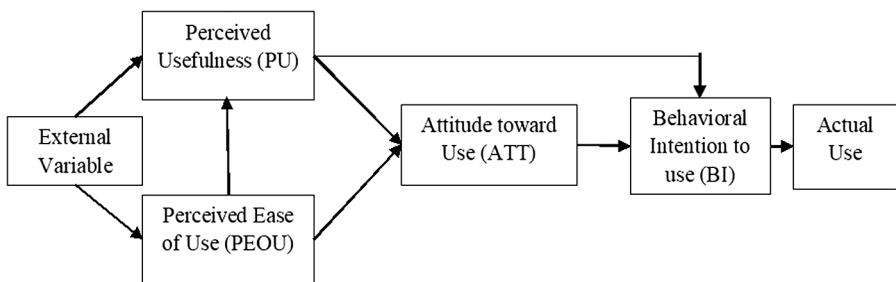 Perceived
Usefulness (PU)
External
Variable
Perceived Ease
of Use (PEOU)
Attitude toward
Use (ATT)
Behavioral
Intention to
use (BI)
Actual
Use